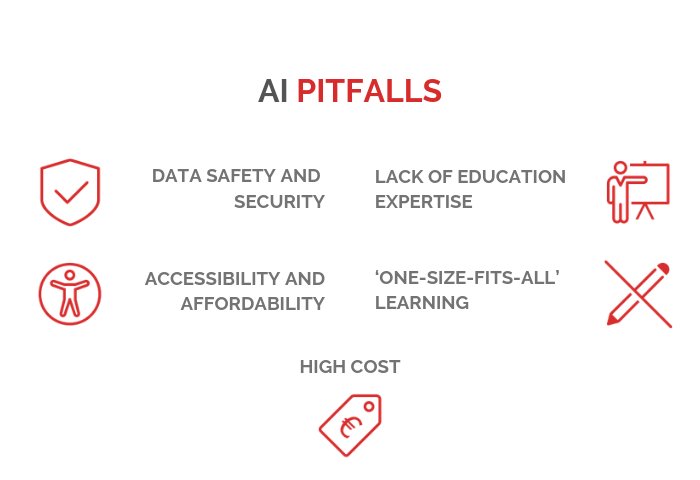 AI PITFALLS
DATA SAFETY AND
SECURITY
LACK OF EDUCATION
EXPERTISE
ACCESSIBILITY AND
AFFORDABILITY
‘ONE-SIZE-FITS-ALL’
LEARNING
HIGH COST
€